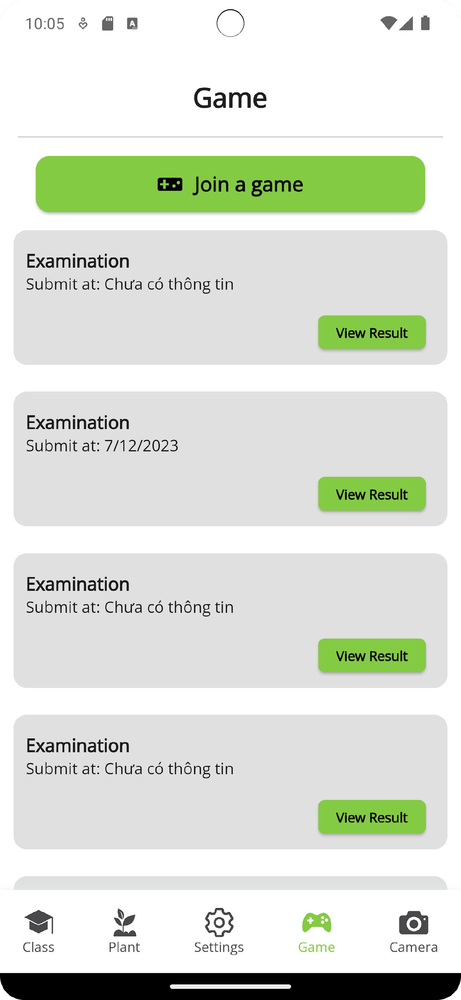 10:05
Game
Join a game
Examination
Submit at: Chưa có thông tin
View Result
Examination
Submit at: 7/12/2023
View Result
Examination
Submit at: Chưa có thông tin
View Result
Examination
Submit at: Chưa có thông tin
View Result
Class Plant Settings Game Camera